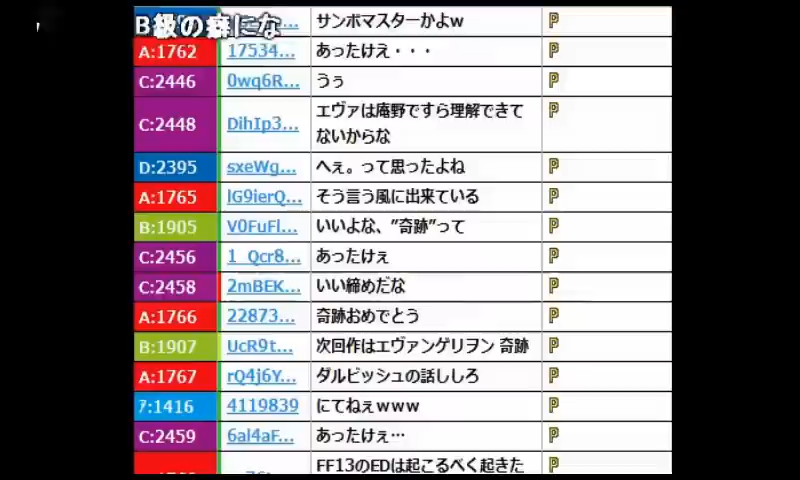 B級の癖にな
サンボマスターかよw P
A:1762 17534... あったけえ・・・ P
C:2446 0wq6R... うぅ P
C:2448 DihIp3... エヴァは庵野ですら理解できて P
ないからな
D:2395 sxeWg... へぇ。って思ったよね P
A:1765 lG9ierQ... そう言う風に出来ている P
B:1905 V0FuFl... いいよな、”奇跡”って P
C:2456 1_Qcr8... あったけぇ P
C:2458 2mBEK... いい締めだな P
A:1766 22873... 奇跡おめでとう P
B:1907 UcR9t... 次回作はエヴァンゲリヲン 奇跡 P
A:1767 rQ4j6Y... ダルビッシュの話ししろ P
ｱ:1416 4119839 にてねぇｗｗｗ P
C:2459 6al4aF... あったけぇ… P
FF13のEDは起こるべく起きた P